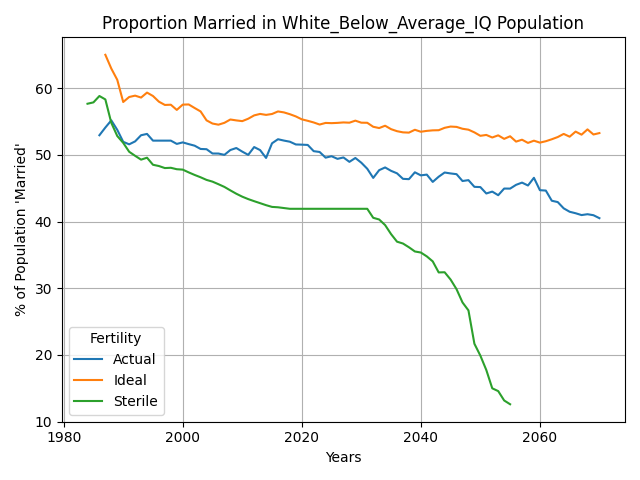 Proportion Married in White_Below_Average_IQ Population
% of Population 'Married'
60
50
40
30
20
10
Fertility
Actual
Ideal
Sterile
1980
2000
2020
2040
2060
Years